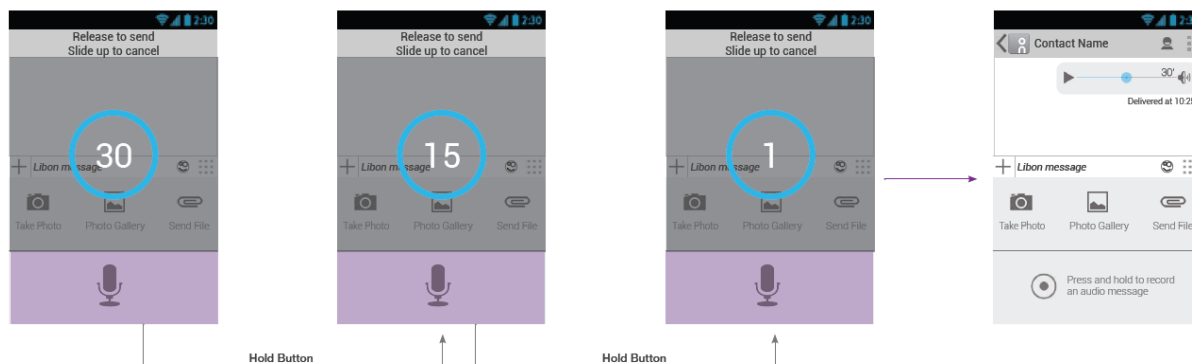 2:30
Release to send
Slide up to cancel
30
Libon message
Take Photo Photo Gallery Send File
2:30
Release to send
Slide up to cancel
15
Libon message
Take Photo Photo Gallery Send File
2:30
Release to send
Slide up to cancel
1
Libon message
Take Photo Photo Gallery Send File
Contact Name
30'
Delivered at
Libon message
Take Photo Photo Gallery Send File
Press and hold to record
an audio message
Hold Button
Hold Button